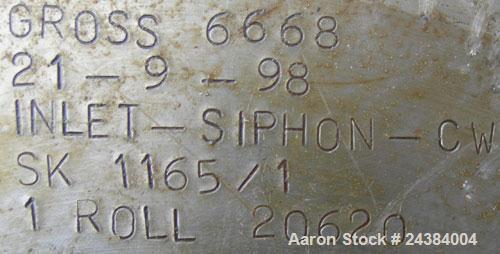 GROSS 6668
21-9-98
INLET-SIPHON-CW
SK 1165/1
1 ROLL 20620
Aaron Stock # 24384004